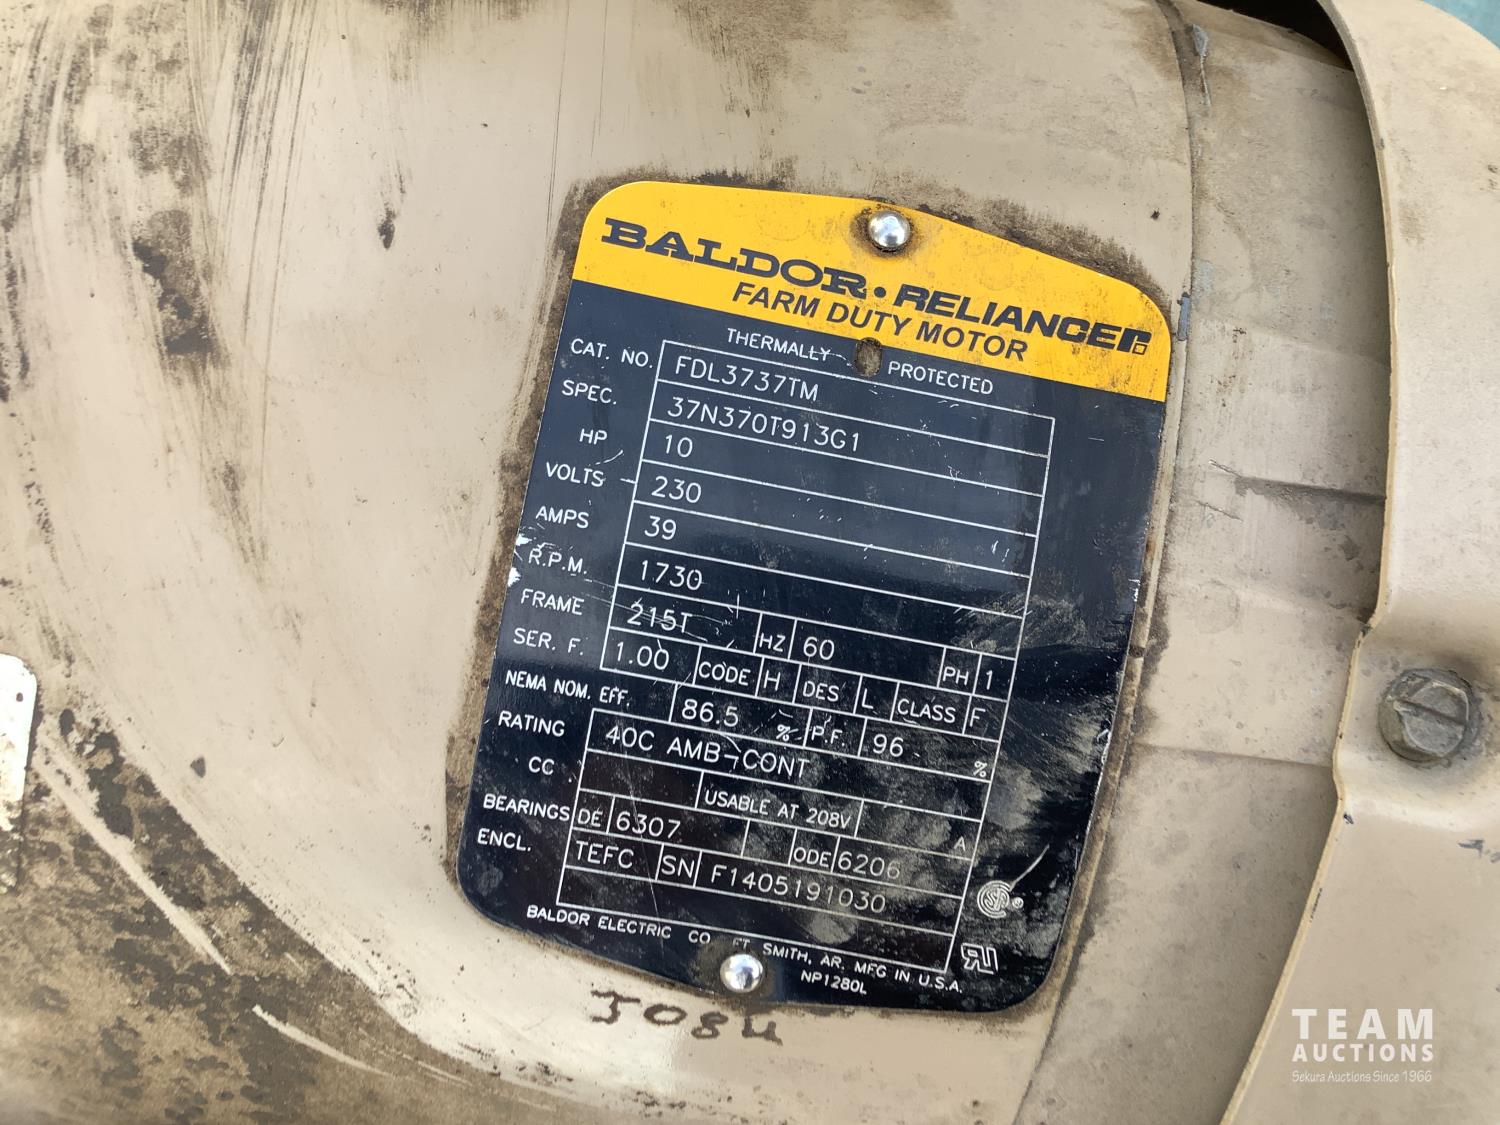 BALDOR • RELIANCER
FARM DUTY MOTOR
THERMALLY PROTECTED
CAT. NO. FDL3737TM
SPEC. 37N370T913G1
HP 10
VOLTS 230
AMPS 39
R.P.M. 1730
FRAME 215T HZ 60 PH 1
SER. F. 1.00 CODE H DES L CLASS F
NEMA NOM. EFF. 86.5 % P.F. 96 %
RATING 40C AMB-CONT
CC USABLE AT 208V A
BEARINGS DE 6307 ODE 6206
ENCL. TEFC SN F1405191030
BALDOR ELECTRIC CO FT SMITH, AR. MFG IN U.S.A.
NP1280L
TEAM
AUCTIONS
Sekura Auctions Since 1966